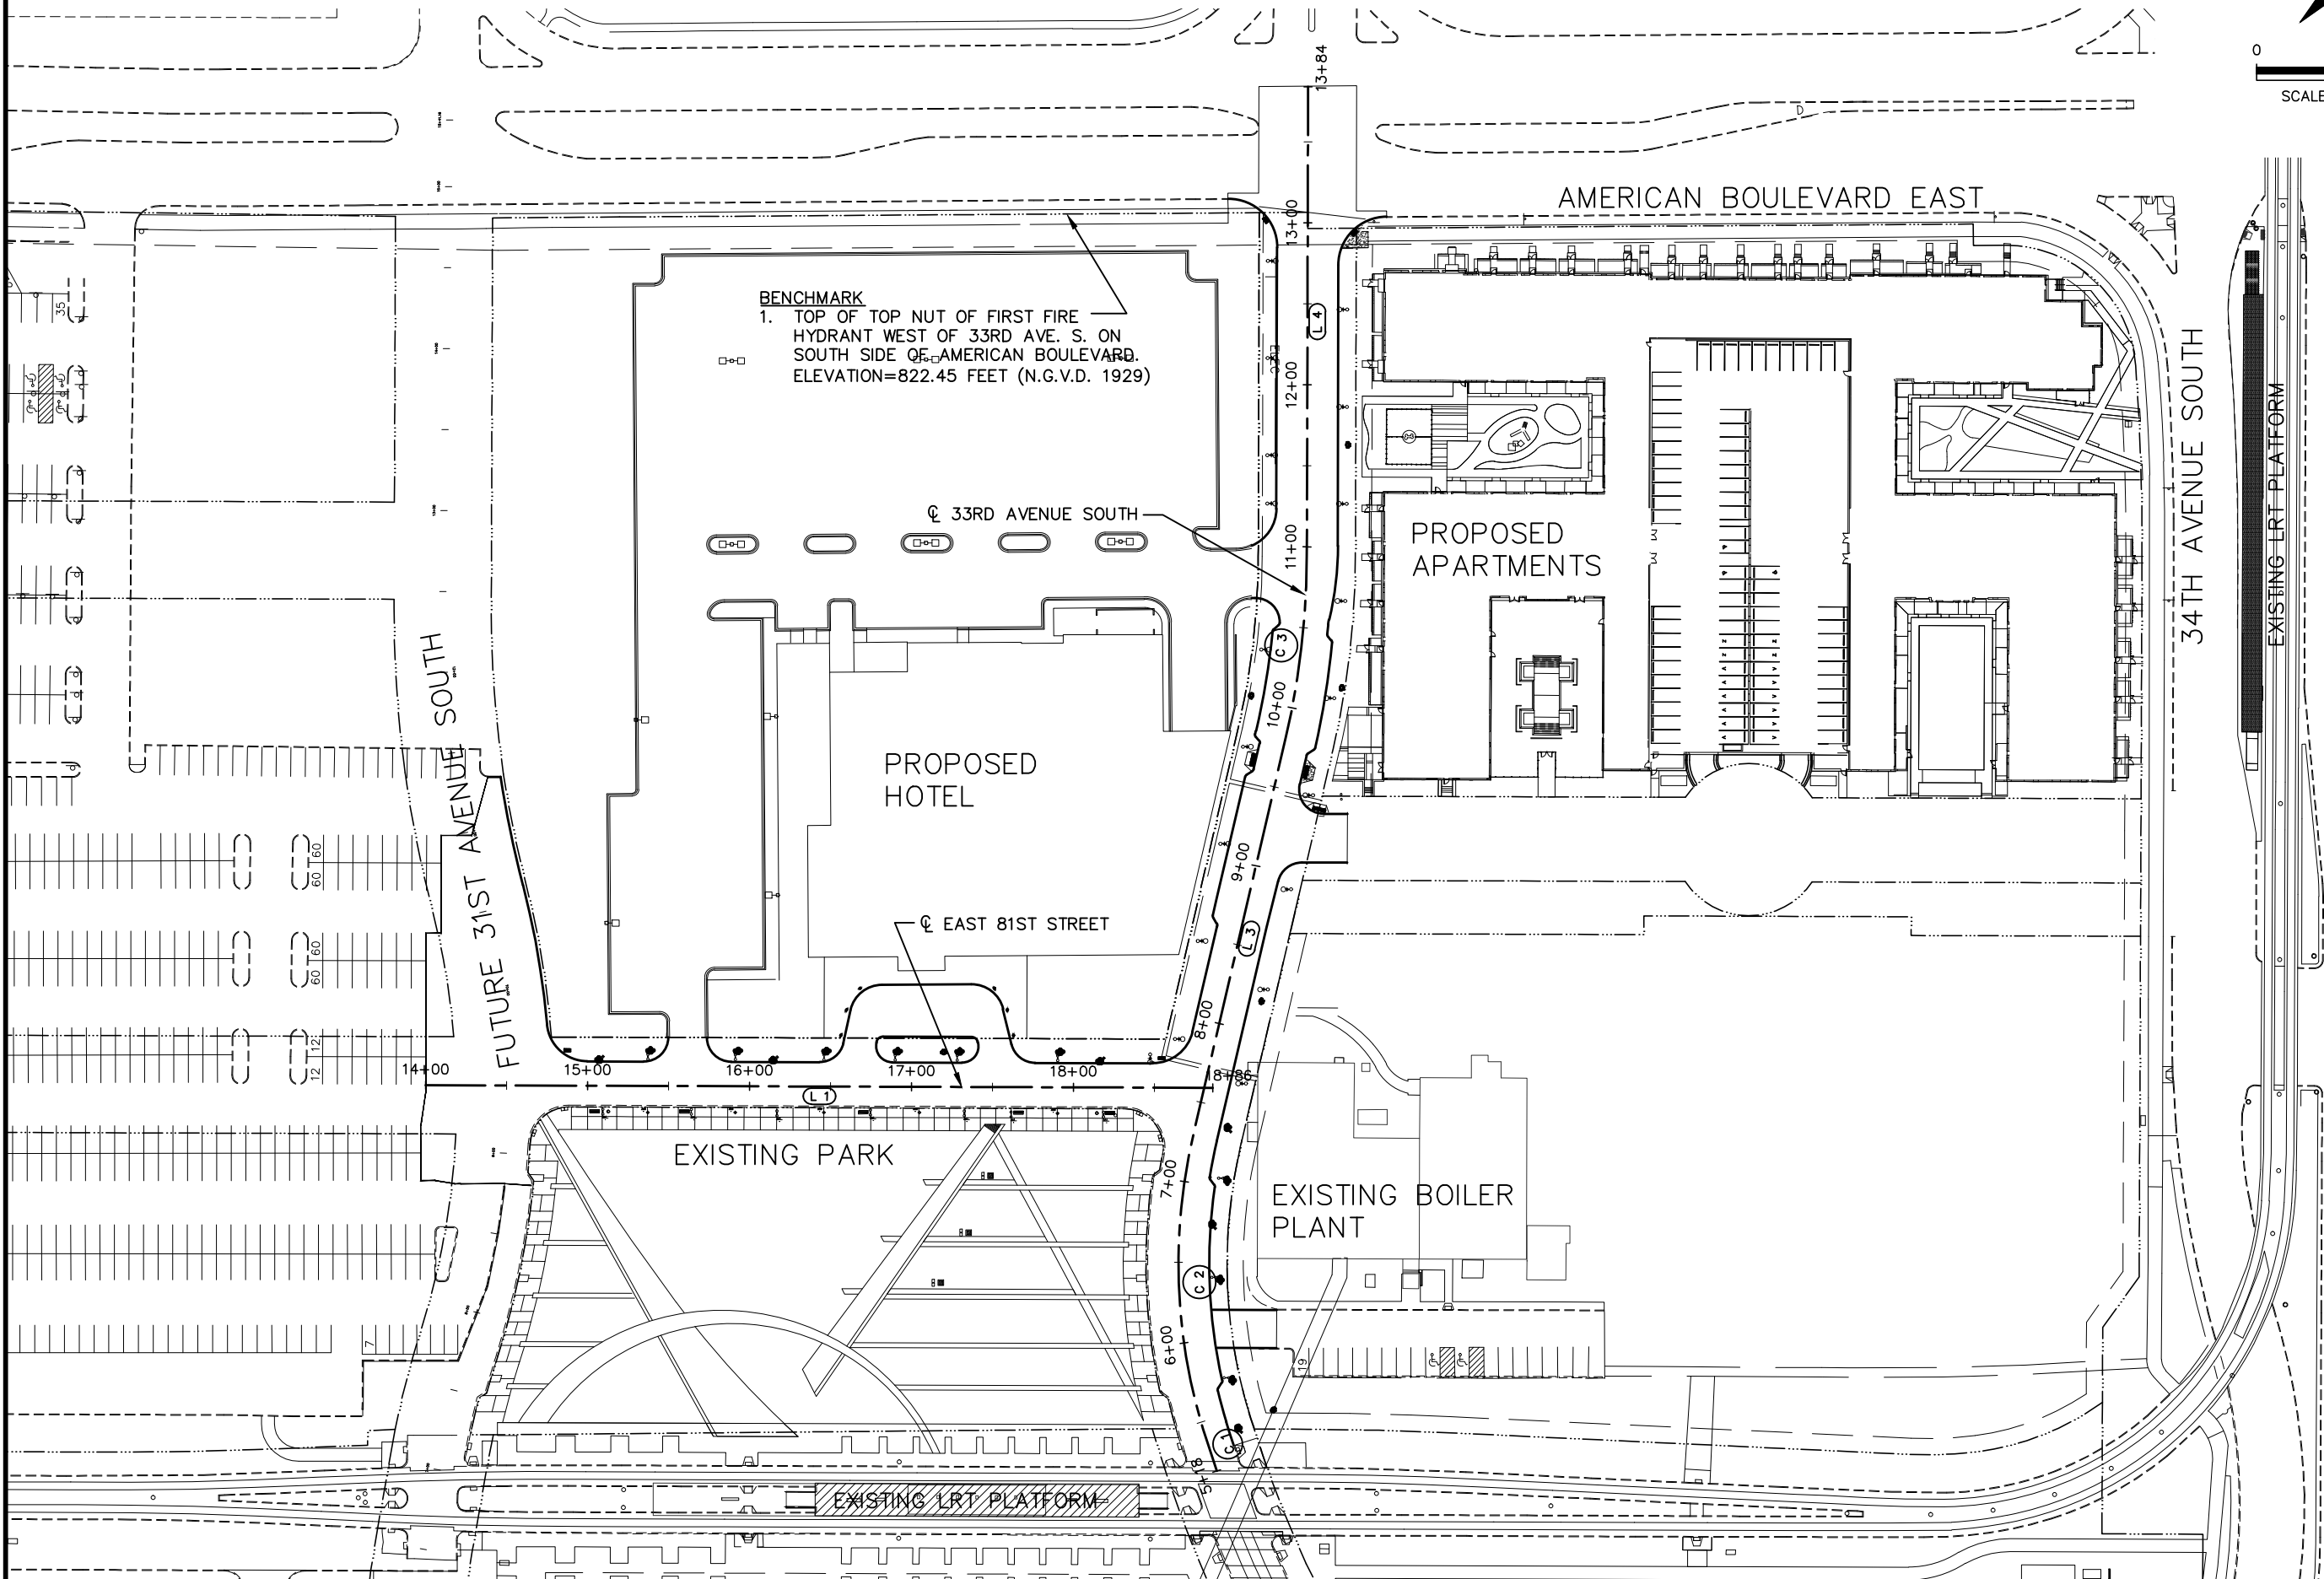 13+84
0
SCALE
AMERICAN BOULEVARD EAST
13+00
BENCHMARK
1. TOP OF TOP NUT OF FIRST FIRE
HYDRANT WEST OF 33RD AVE. S. ON
SOUTH SIDE OF AMERICAN BOULEVARD.
ELEVATION=822.45 FEET (N.G.V.D. 1929)
35
L 4
12+00
34TH AVENUE SOUTH
EXISTING LRT PLATFORM
℄ 33RD AVENUE SOUTH
11+00
PROPOSED
APARTMENTS
C 3
10+00
FUTURE 31ST AVENUE SOUTH
PROPOSED
HOTEL
60
60
9+00
℄ EAST 81ST STREET
L 3
60
60
8+00
12
12
14+00
15+00
16+00
17+00
18+00
18+86
L 1
EXISTING PARK
7+00
EXISTING BOILER
PLANT
C 2
6+00
7
19
C 1
5+18
EXISTING LRT PLATFORM